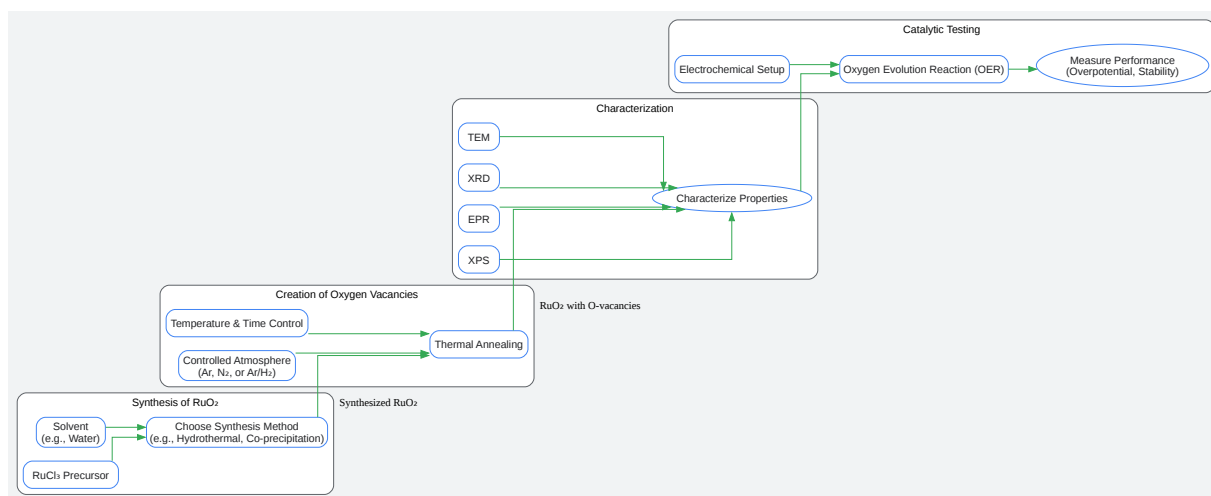 Catalytic Testing
Electrochemical Setup
Oxygen Evolution Reaction (OER)
Measure Performance
(Overpotential, Stability)
Characterization
TEM
XRD
EPR
XPS
Characterize Properties
RuO₂ with O-vacancies
Creation of Oxygen Vacancies
Temperature & Time Control
Controlled Atmosphere
(Ar, N₂, or Ar/H₂)
Thermal Annealing
Synthesized RuO₂
Synthesis of RuO₂
Solvent
(e.g., Water)
Choose Synthesis Method
(e.g., Hydrothermal, Co-precipitation)
RuCl₃ Precursor